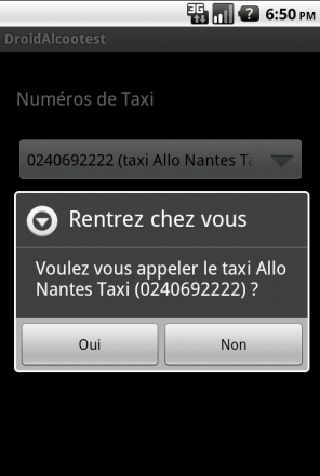 3G
6:50 PM
DroidAlcootest
Numéros de Taxi
0240692222 (taxi Allo Nantes Ta
Rentrez chez vous
Voulez vous appeler le taxi Allo
Nantes Taxi (0240692222) ?
Oui
Non